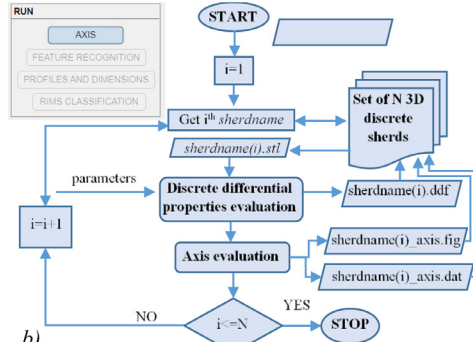 RUN
AXIS
FEATURE RECOGNITION
PROFILES AND DIMENSIONS
RIMS CLASSIFICATION
START
i=1
Get ith sherdname
Set of N 3D
discrete
sherds
sherdname(i).stl
parameters
Discrete differential
properties evaluation
sherdname(i).ddf
i=i+1
Axis evaluation
sherdname(i)_axis.fig
sherdname(i)_axis.dat
NO
i<=N
YES
STOP
b)